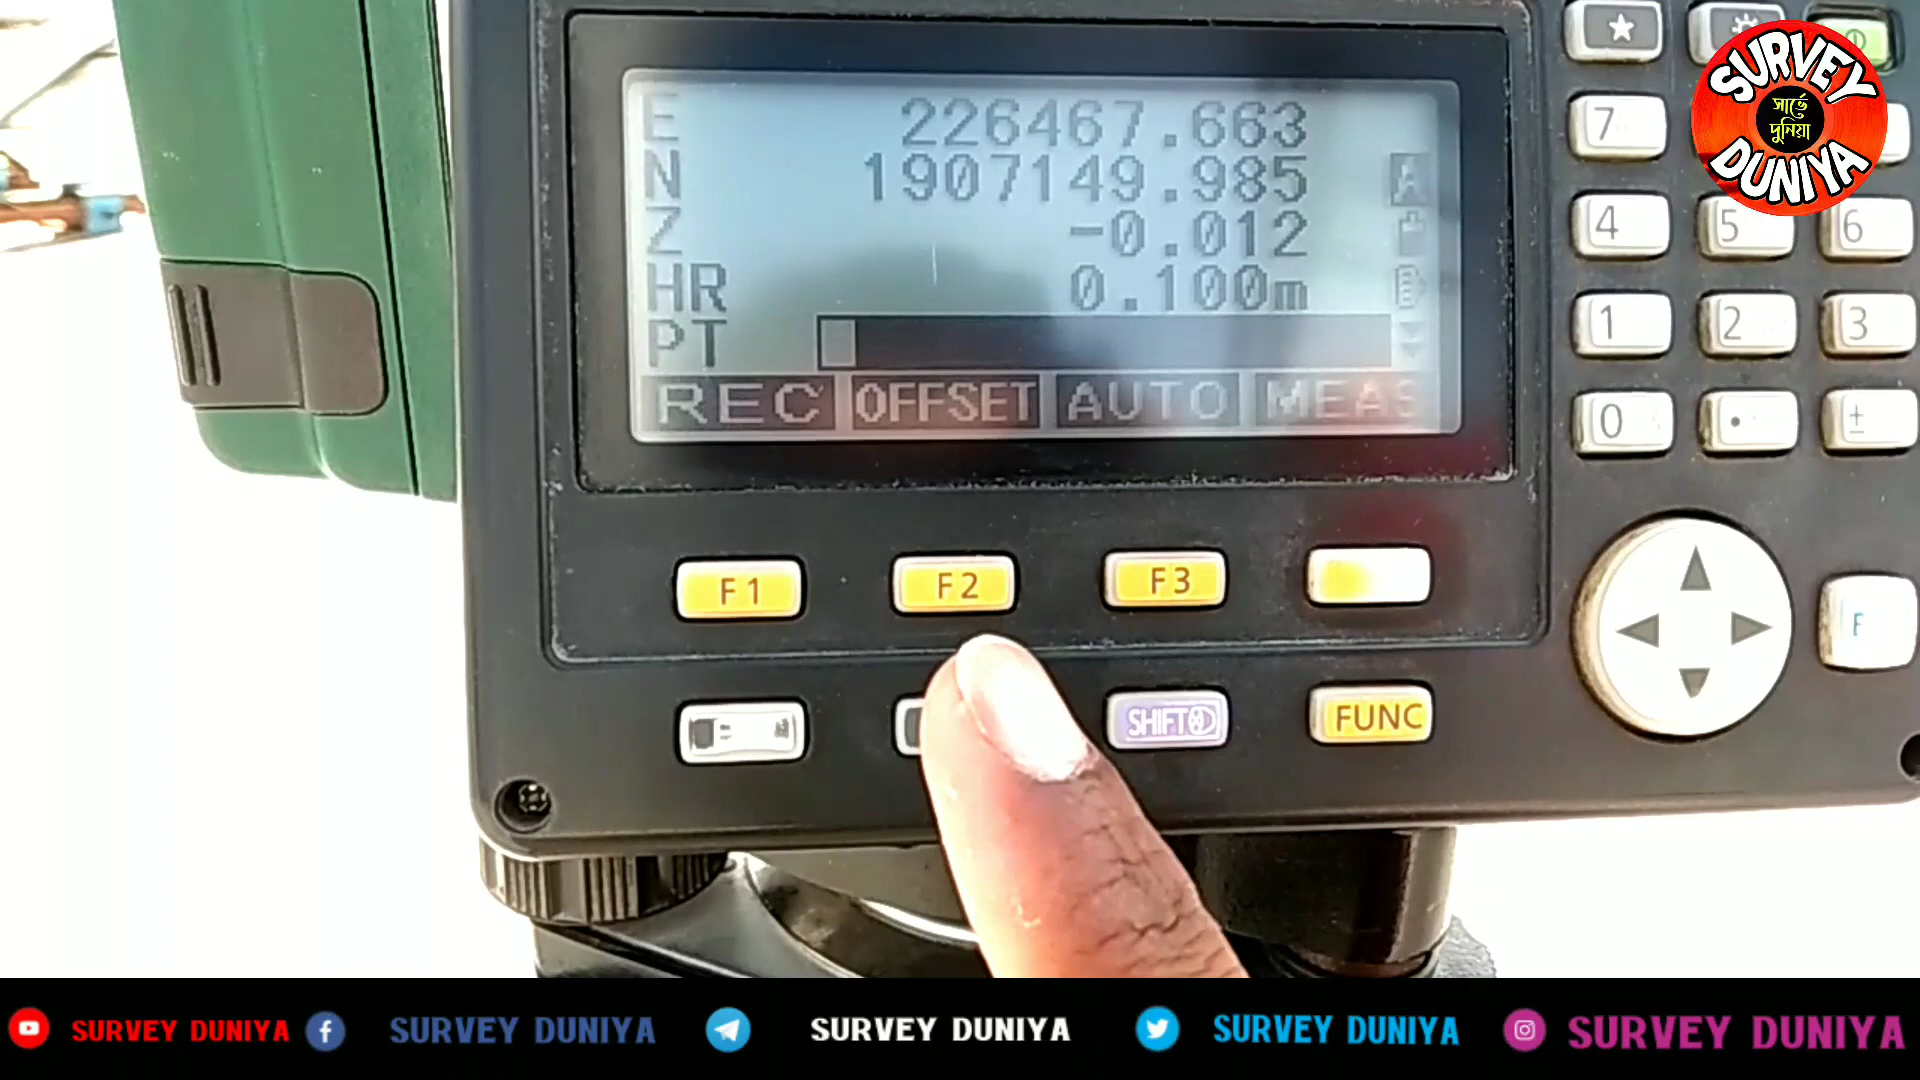 E 226467.663
N 1907149.985
Z -0.012
HR 0.100m
PT
REC OFFSET AUTO MEAS
F1 F2 F3
SHIFT FUNC
7
4 5 6
1 2 3
0 . ±
SURVEY
সার্ভে
দুনিয়া
DUNIYA
SURVEY DUNIYA SURVEY DUNIYA SURVEY DUNIYA SURVEY DUNIYA SURVEY DUNIYA